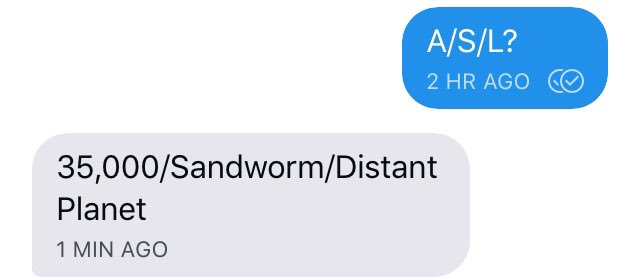 A/S/L?
2 HR AGO
35,000/Sandworm/Distant
Planet
1 MIN AGO